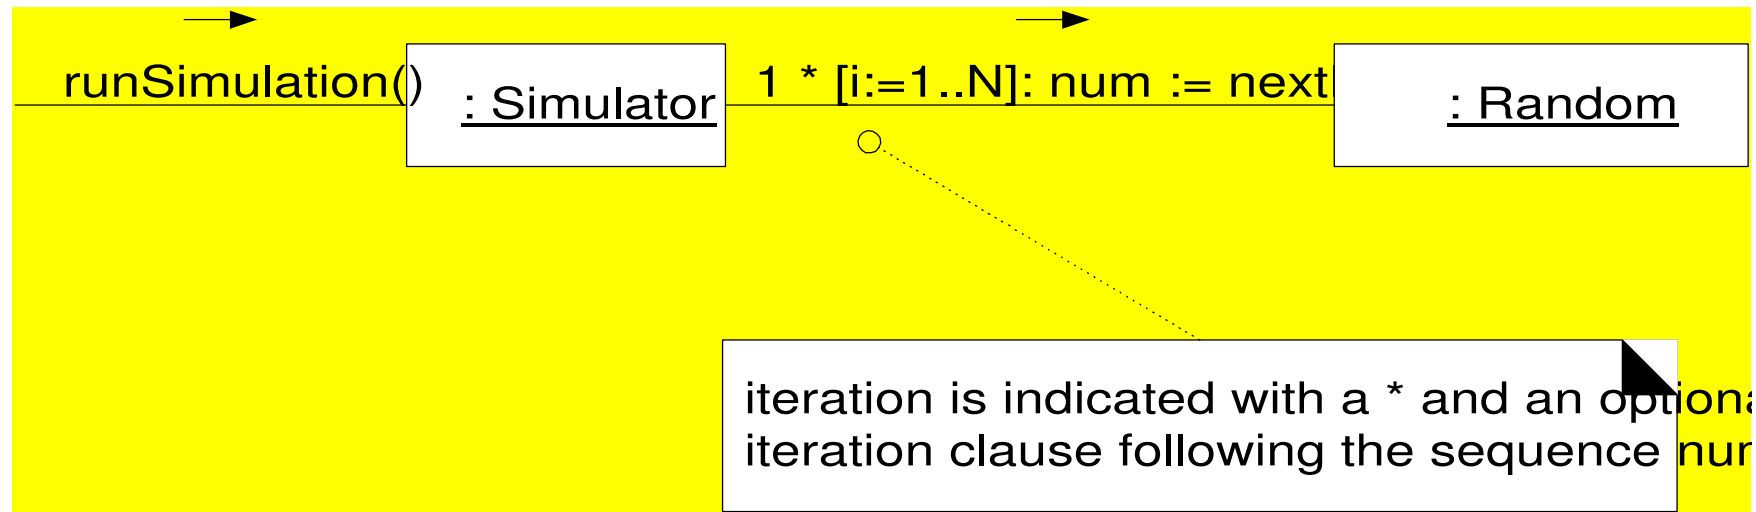 runSimulation()
: Simulator
1 * [i:=1..N]: num := next
: Random
iteration is indicated with a * and an optiona
iteration clause following the sequence